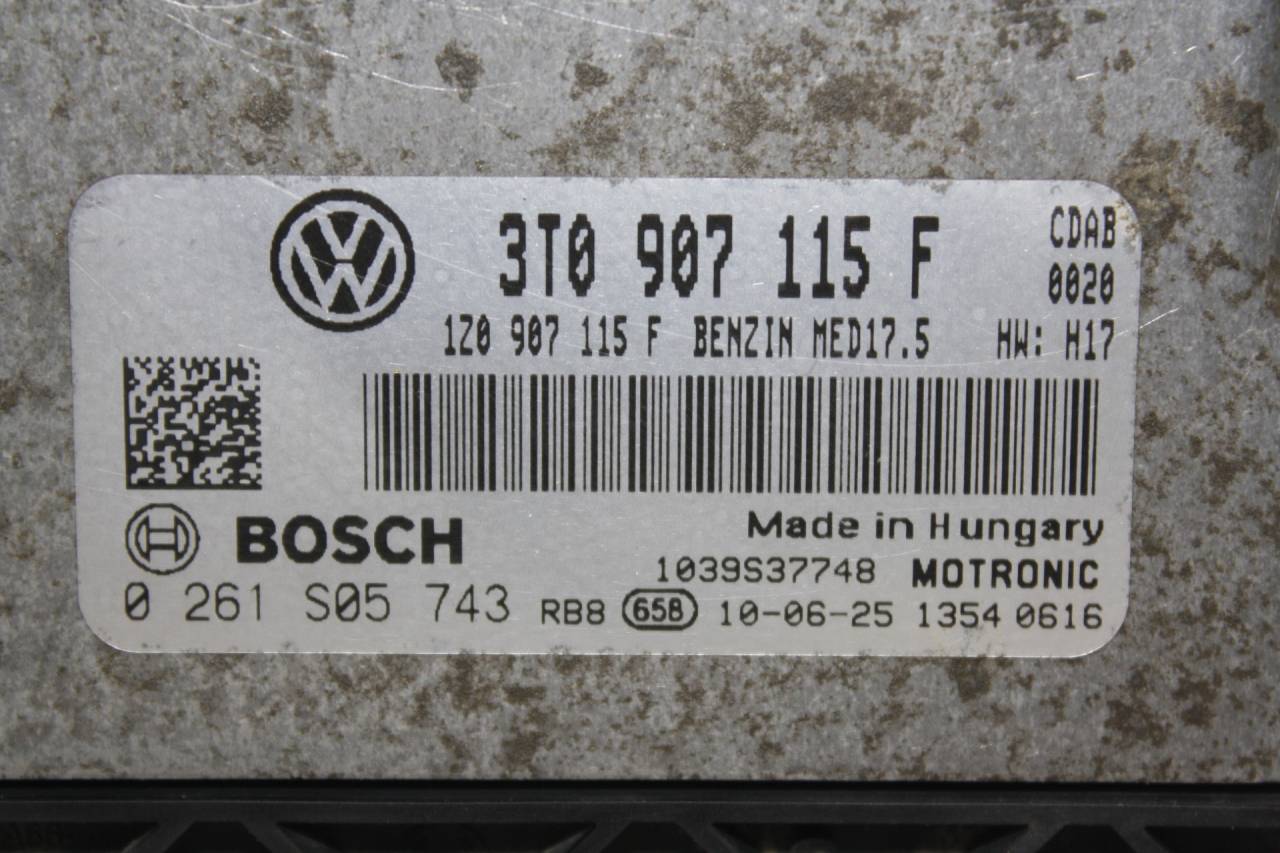 3T0 907 115 F CDAB
0020
1Z0 907 115 F BENZIN MED17.5 HW: H17
BOSCH
Made in Hungary
1039S37748 MOTRONIC
0 261 S05 743 RB8 658 10-06-25 1354 0616